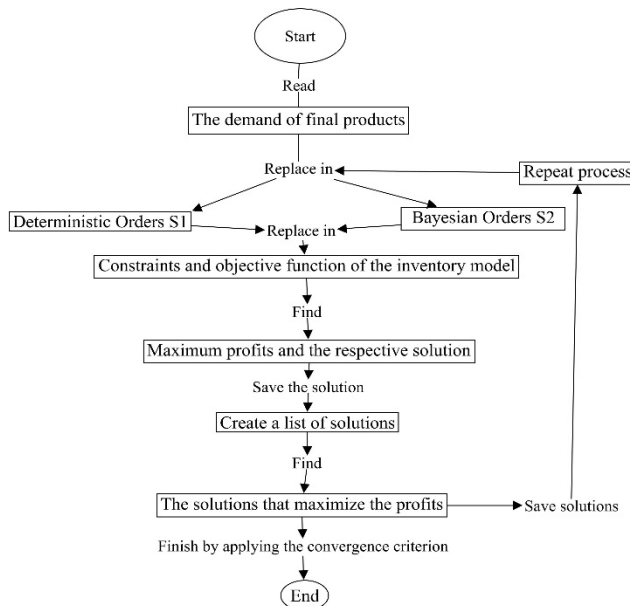 Start
Read
The demand of final products
Replace in
Repeat process
Deterministic Orders S1
Bayesian Orders S2
Replace in
Constraints and objective function of the inventory model
Find
Maximum profits and the respective solution
Save the solution
Create a list of solutions
Find
The solutions that maximize the profits
Save solutions
Finish by applying the convergence criterion
End